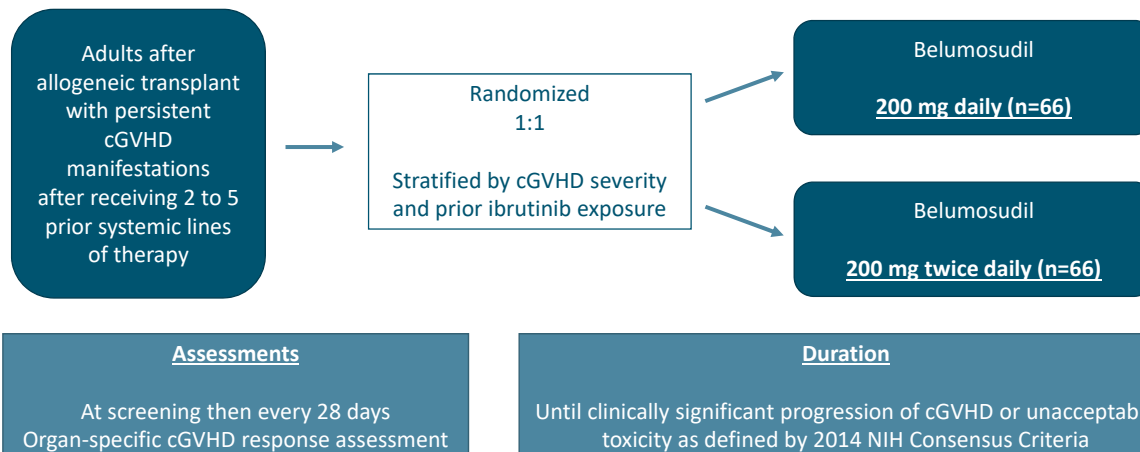 Adults after
allogeneic transplant
with persistent
cGVHD
manifestations
after receiving 2 to 5
prior systemic lines
of therapy
Randomized
1:1
Stratified by cGVHD severity
and prior ibrutinib exposure
Belumosudil
200 mg daily (n=66)
Belumosudil
200 mg twice daily (n=66)
Assessments
At screening then every 28 days
Organ-specific cGVHD response assessment
Duration
Until clinically significant progression of cGVHD or
toxicity as defined by 2014 NIH Consensus Criteria